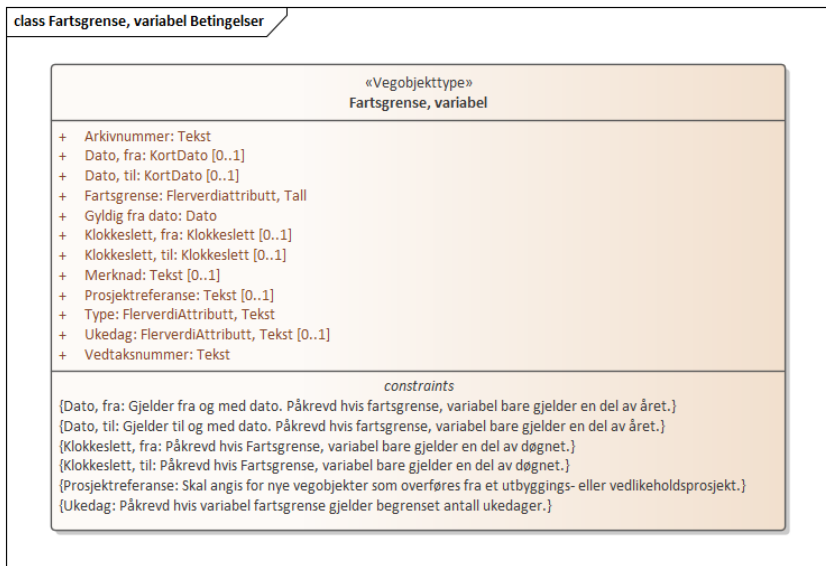 class Fartsgrense, variabel Betingelser
«Vegobjekttype»
Fartsgrense, variabel
+ Arkivnummer: Tekst
+ Dato, fra: KortDato [0..1]
+ Dato, til: KortDato [0..1]
+ Fartsgrense: Flerverdiattributt, Tall
+ Gyldig fra dato: Dato
+ Klokkeslett, fra: Klokkeslett [0..1]
+ Klokkeslett, til: Klokkeslett [0..1]
+ Merknad: Tekst [0..1]
+ Prosjektreferanse: Tekst [0..1]
+ Type: FlerverdiAttributt, Tekst
+ Ukedag: FlerverdiAttributt, Tekst [0..1]
+ Vedtaksnummer: Tekst
constraints
{Dato, fra: Gjelder fra og med dato. Påkrevd hvis fartsgrense, variabel bare gjelder en del av året.}
{Dato, til: Gjelder til og med dato. Påkrevd hvis fartsgrense, variabel bare gjelder en del av året.}
{Klokkeslett, fra: Påkrevd hvis Fartsgrense, variabel bare gjelder en del av døgnet.}
{Klokkeslett, til: Påkrevd hvis Fartsgrense, variabel bare gjelder en del av døgnet.}
{Prosjektreferanse: Skal angis for nye vegobjekter som overføres fra et utbyggings- eller vedlikeholdsprosjekt.}
{Ukedag: Påkrevd hvis variabel fartsgrense gjelder begrenset antall ukedager.}